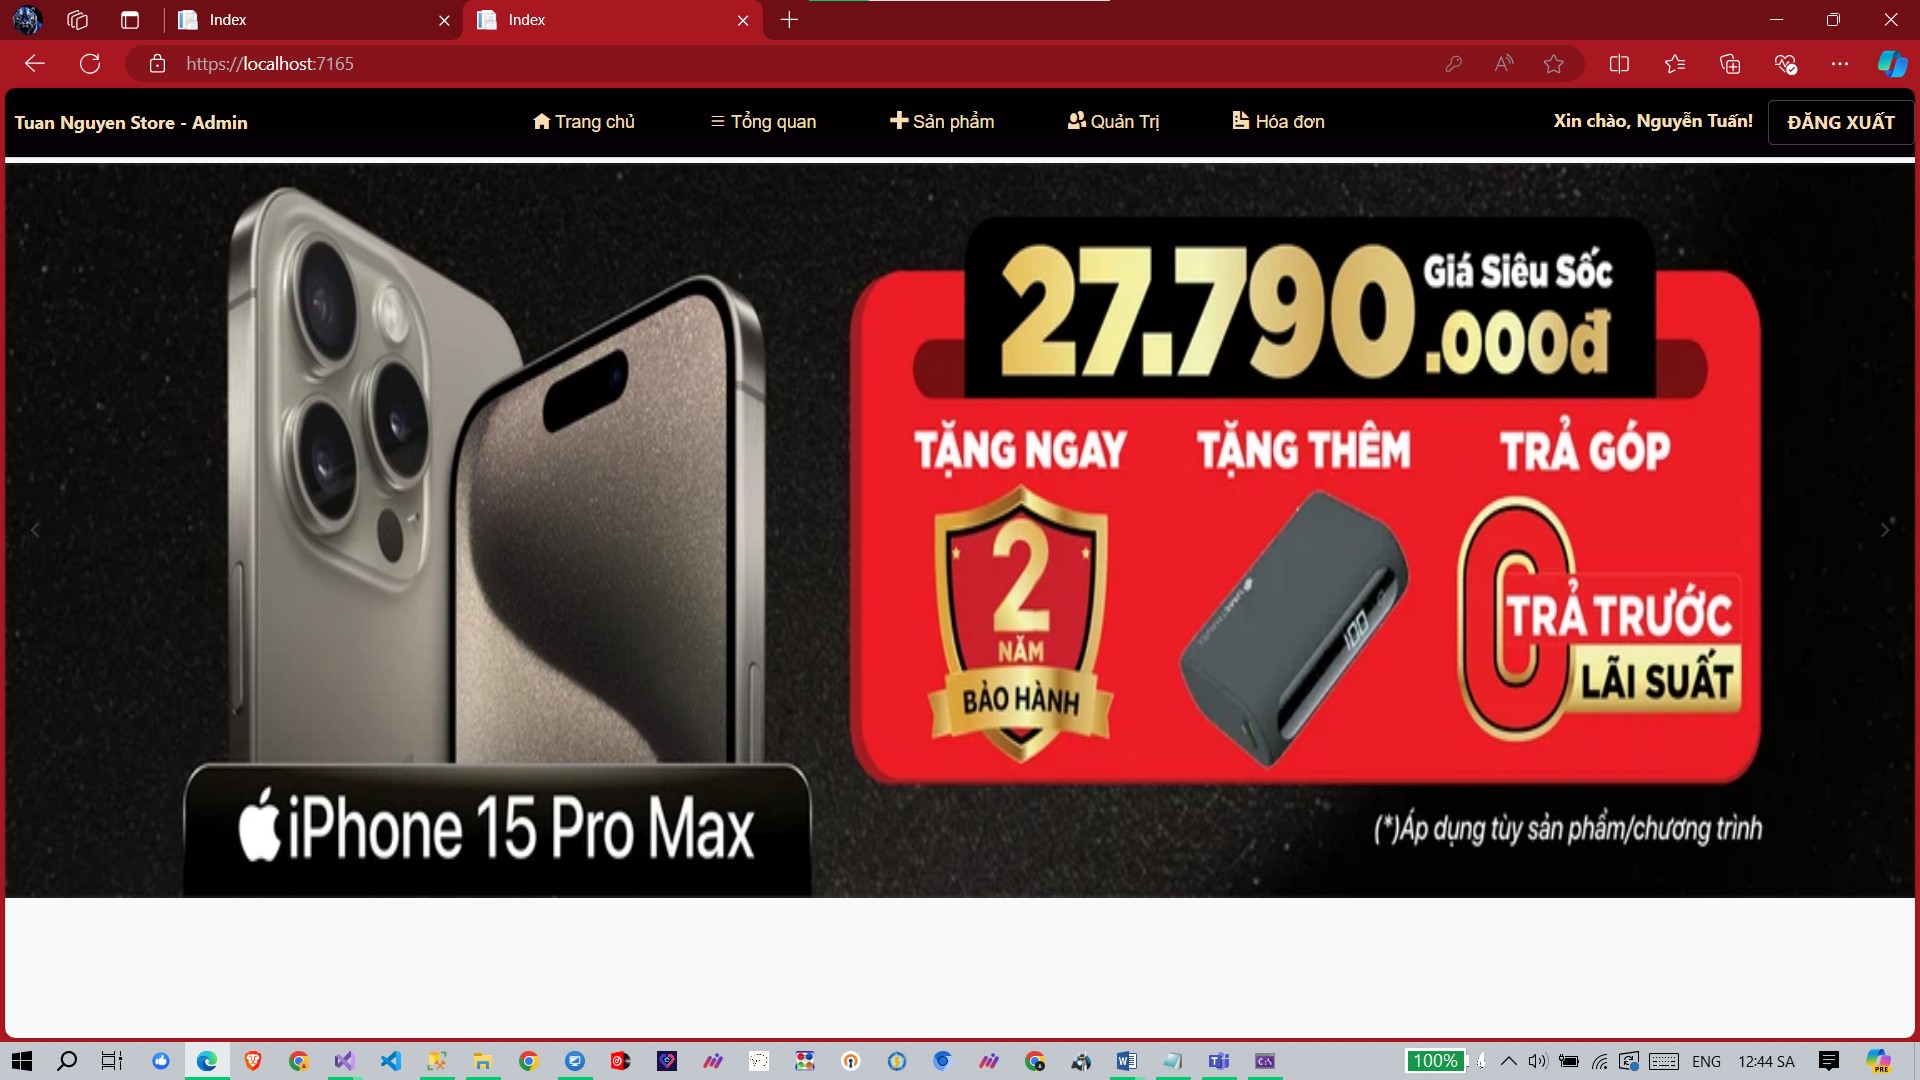 Index
Index
https://localhost:7165
Tuan Nguyen Store - Admin
Trang chủ
Tổng quan
Sản phẩm
Quản Trị
Hóa đơn
Xin chào, Nguyễn Tuấn!
ĐĂNG XUẤT
27.790
Giá Siêu Sốc
.000đ
TẶNG NGAY
TẶNG THÊM
TRẢ GÓP
2
NĂM
BẢO HÀNH
100
0
TRẢ TRƯỚC
LÃI SUẤT
iPhone 15 Pro Max
(*)Áp dụng tùy sản phẩm/chương trình
100%
ENG
12:44 SA
PRE